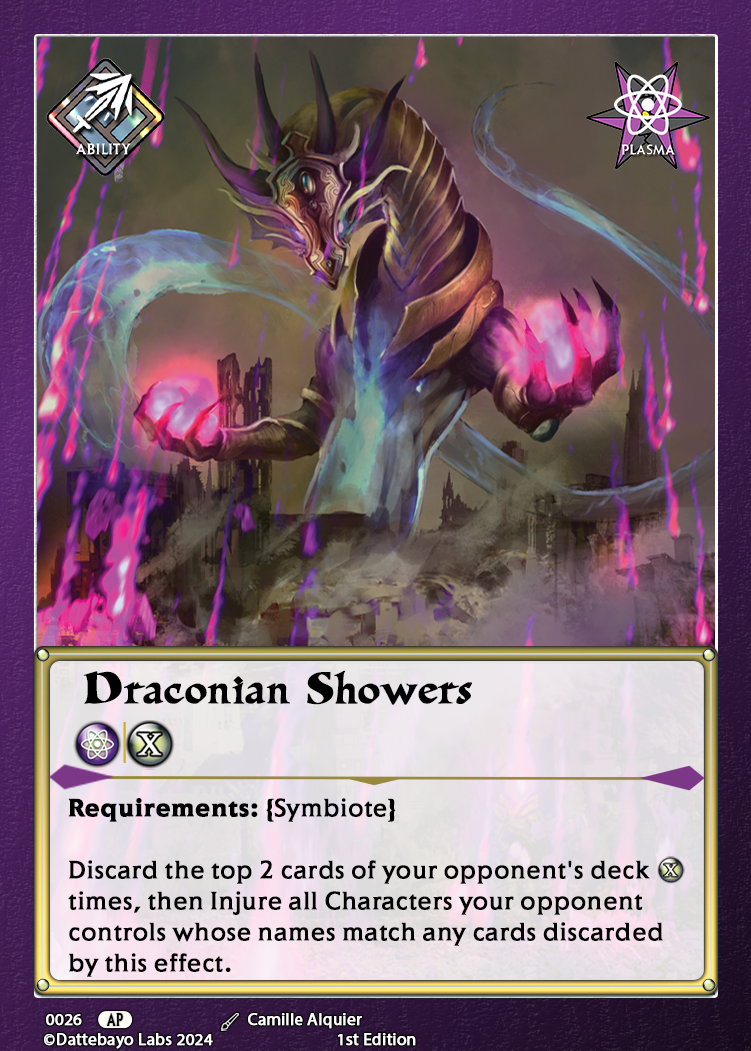 ABILITY
PLASMA
Draconian Showers
X
Requirements: {Symbiote}
Discard the top 2 cards of your opponent's deck X
times, then Injure all Characters your opponent
controls whose names match any cards discarded
by this effect.
0026 AP Camille Alquier
©Dattebayo Labs 2024 1st Edition